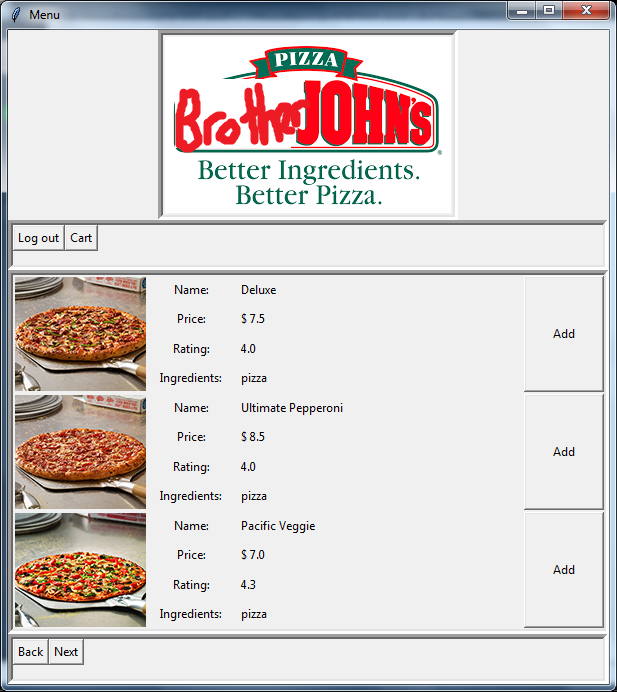 Menu
PIZZA
Brother JOHN'S
®
Better Ingredients.
Better Pizza.
Log out Cart
Name: Deluxe
Price: $ 7.5
Rating: 4.0
Ingredients: pizza
Add
Name: Ultimate Pepperoni
Price: $ 8.5
Rating: 4.0
Ingredients: pizza
Add
Name: Pacific Veggie
Price: $ 7.0
Rating: 4.3
Ingredients: pizza
Add
Back Next